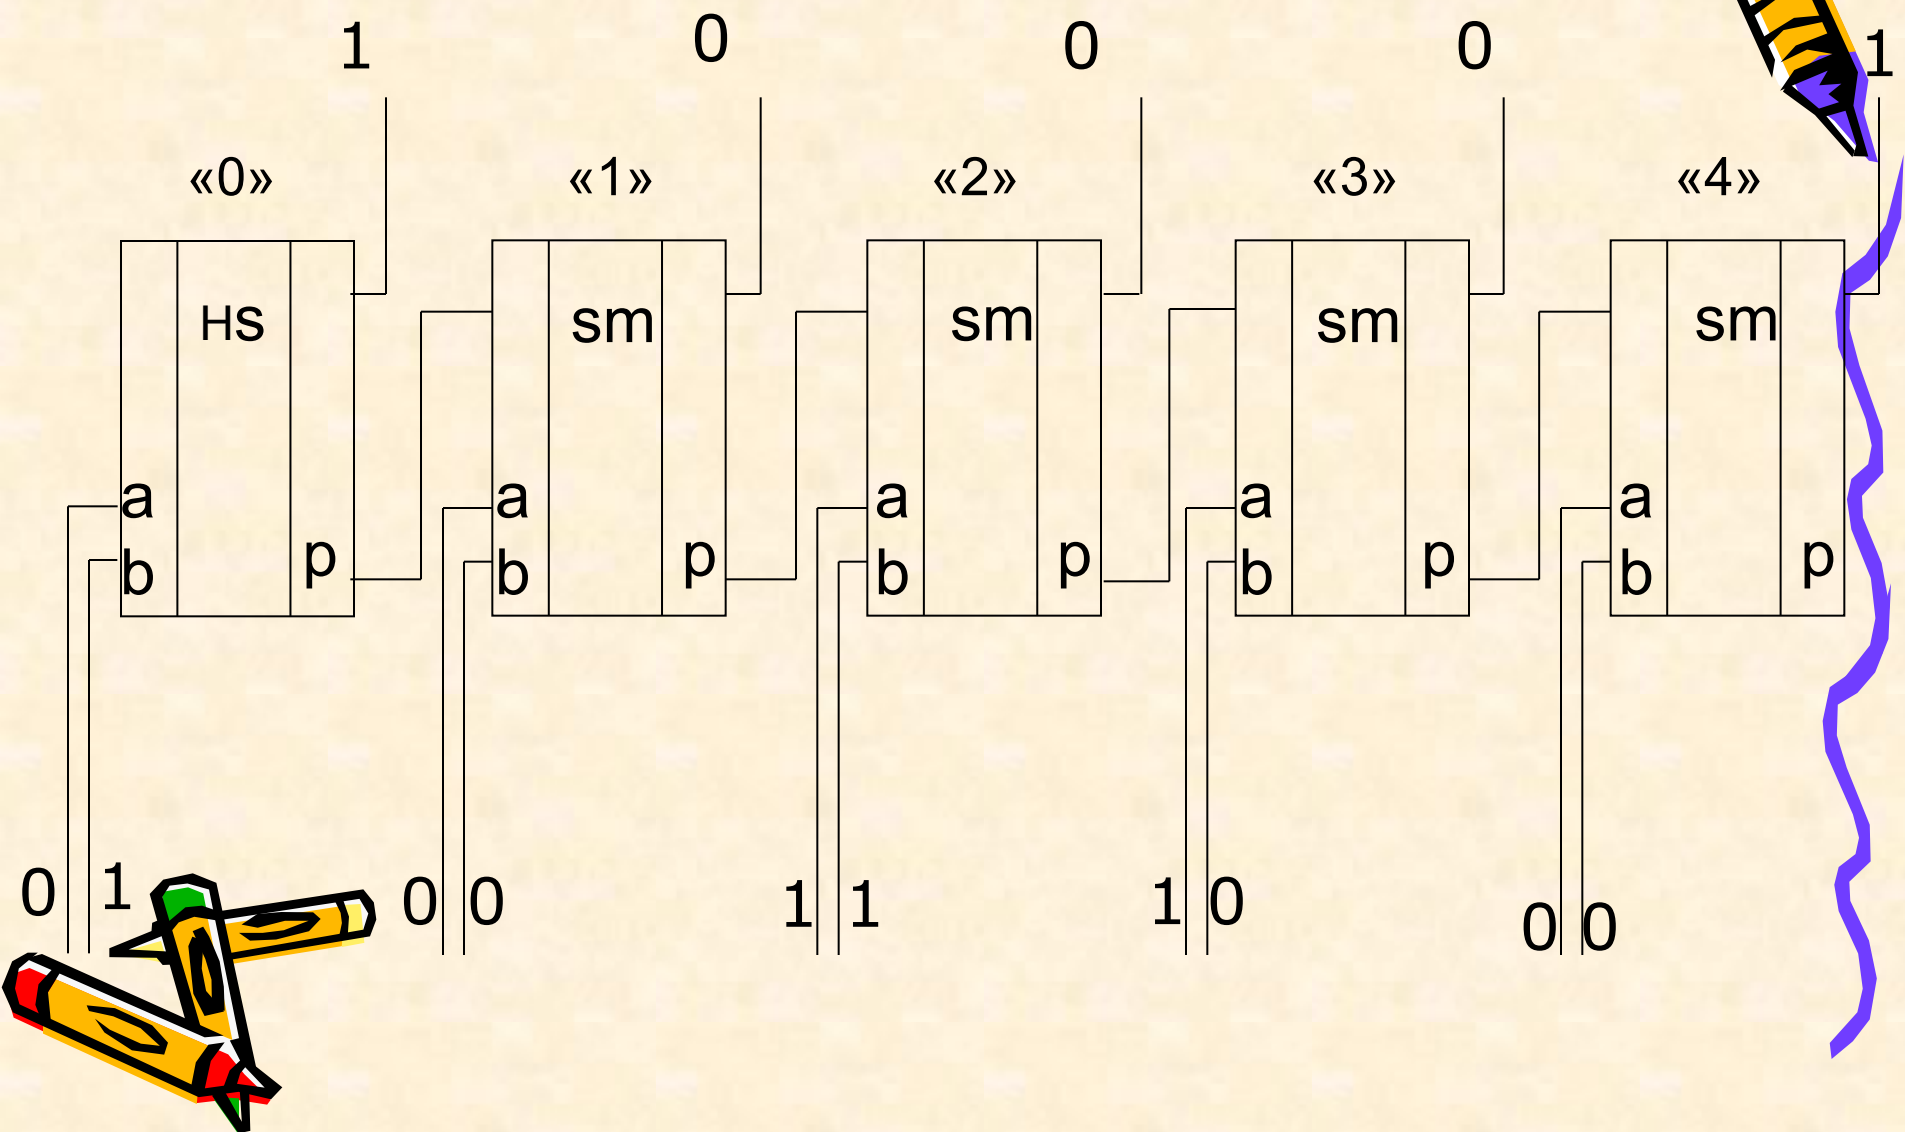 1 0 0 0 1
«0» «1» «2» «3» «4»
Hs sm sm sm sm
a a a a a
b p b p b p b p b p
0 1 0 0 1 1 1 0 0 0